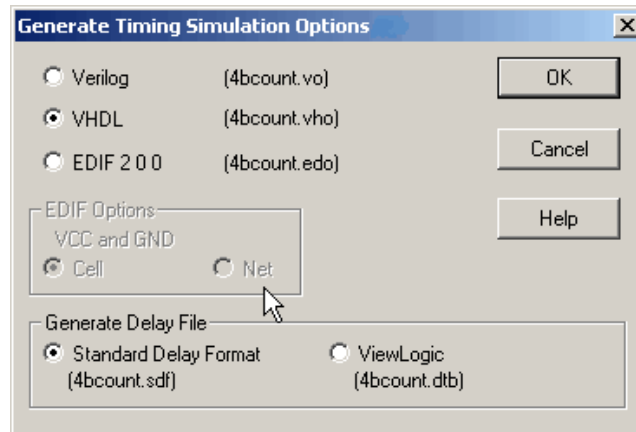 Generate Timing Simulation Options
Verilog (4bcount.vo)
OK
VHDL (4bcount.vho)
EDIF 2 0 0 (4bcount.edo)
Cancel
EDIF Options
VCC and GND
Cell Net
Help
Generate Delay File
Standard Delay Format ViewLogic
(4bcount.sdf) (4bcount.dtb)